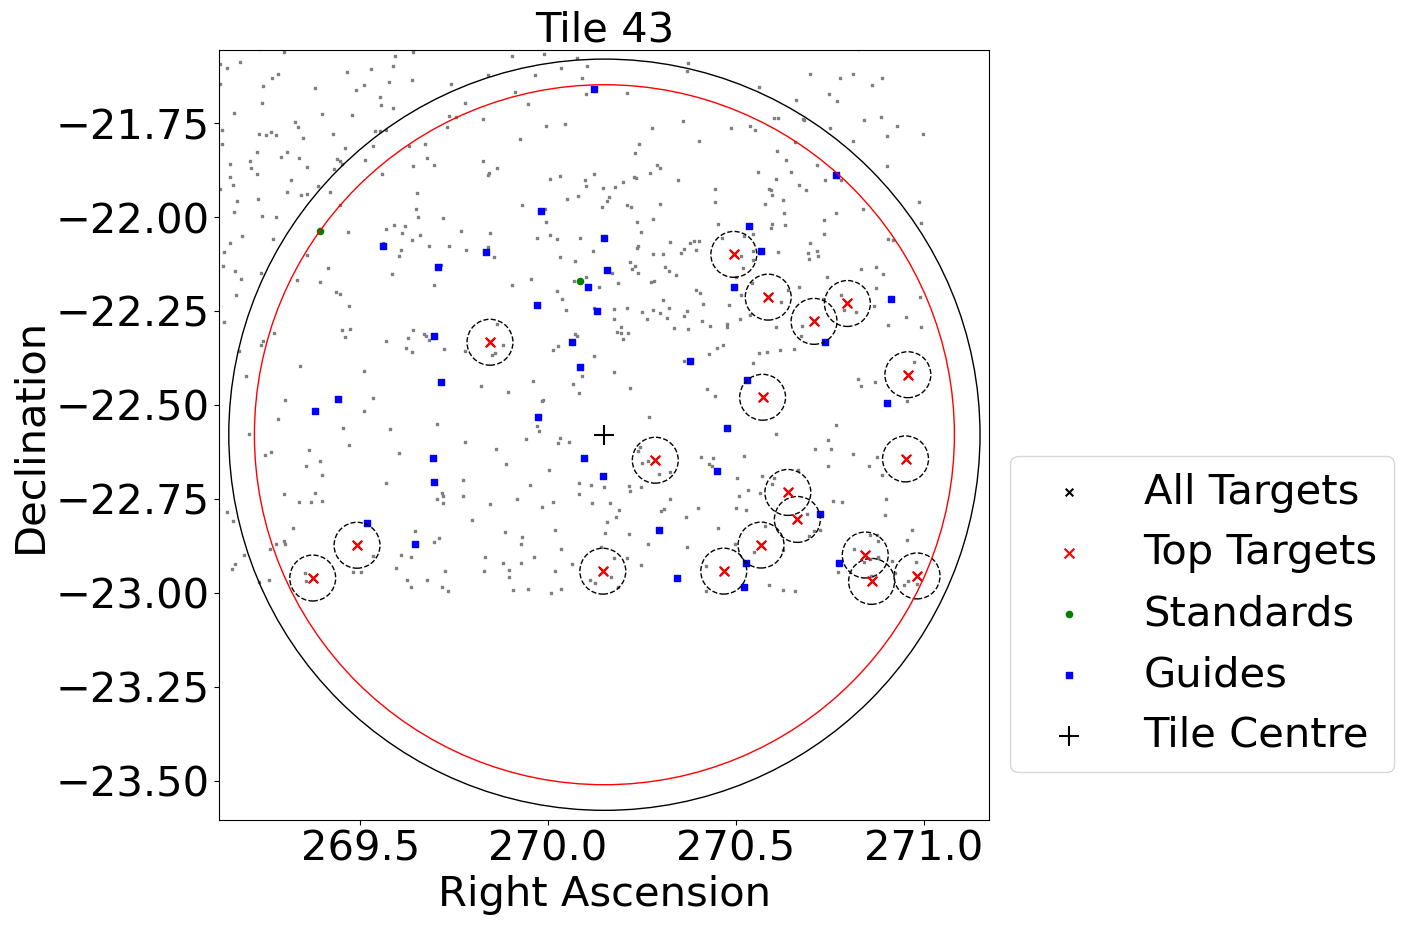 Tile 43
Declination
−21.75
−22.00
−22.25
−22.50
−22.75
−23.00
−23.25
−23.50
269.5 270.0 270.5 271.0
Right Ascension
All Targets
Top Targets
Standards
Guides
Tile Centre